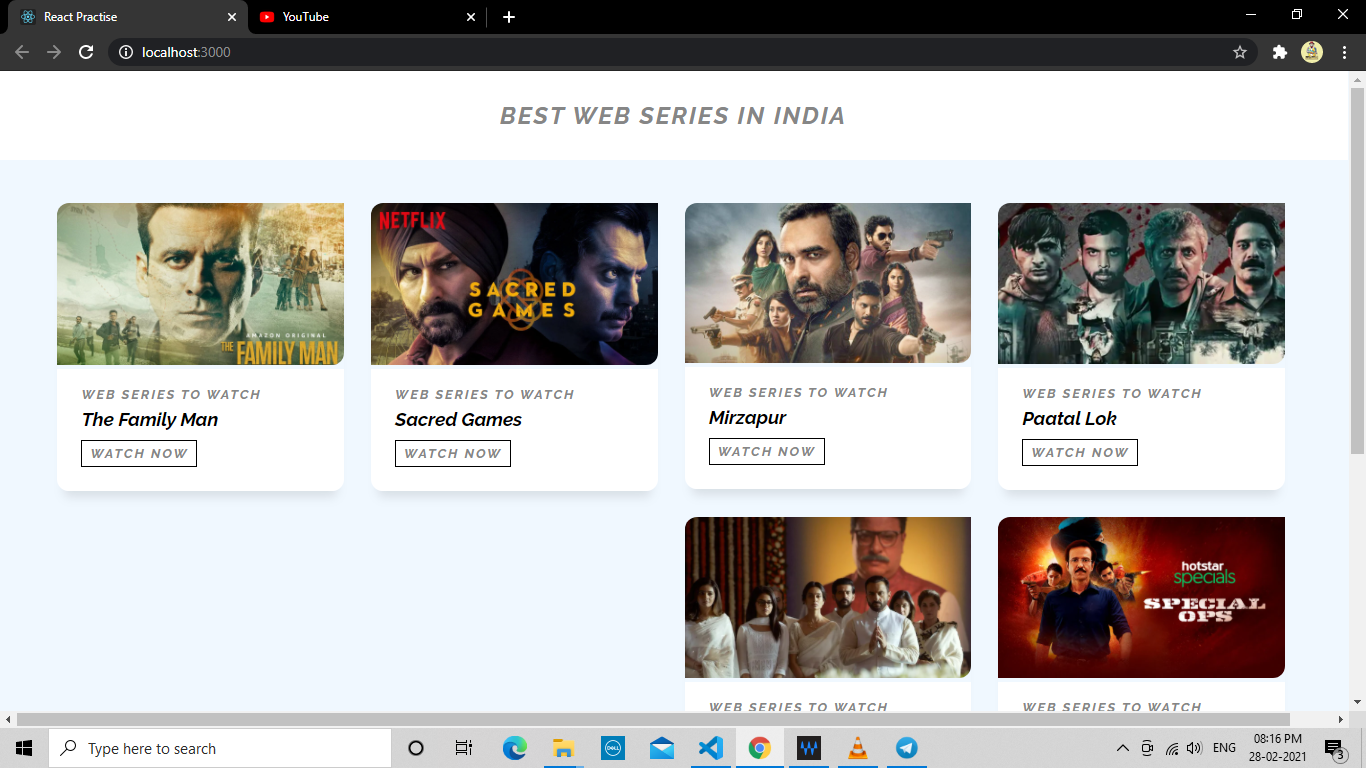 React Practise
YouTube
localhost:3000
BEST WEB SERIES IN INDIA
AMAZON ORIGINAL
THE FAMILY MAN
WEB SERIES TO WATCH
The Family Man
WATCH NOW
NETFLIX
SACRED
GAMES
WEB SERIES TO WATCH
Sacred Games
WATCH NOW
WEB SERIES TO WATCH
Mirzapur
WATCH NOW
WEB SERIES TO WATCH
Paatal Lok
WATCH NOW
WEB SERIES TO WATCH
hotstar
specials
SPECIAL
OPS
WEB SERIES TO WATCH
Type here to search
DELL
ENG
08:16 PM
28-02-2021
3